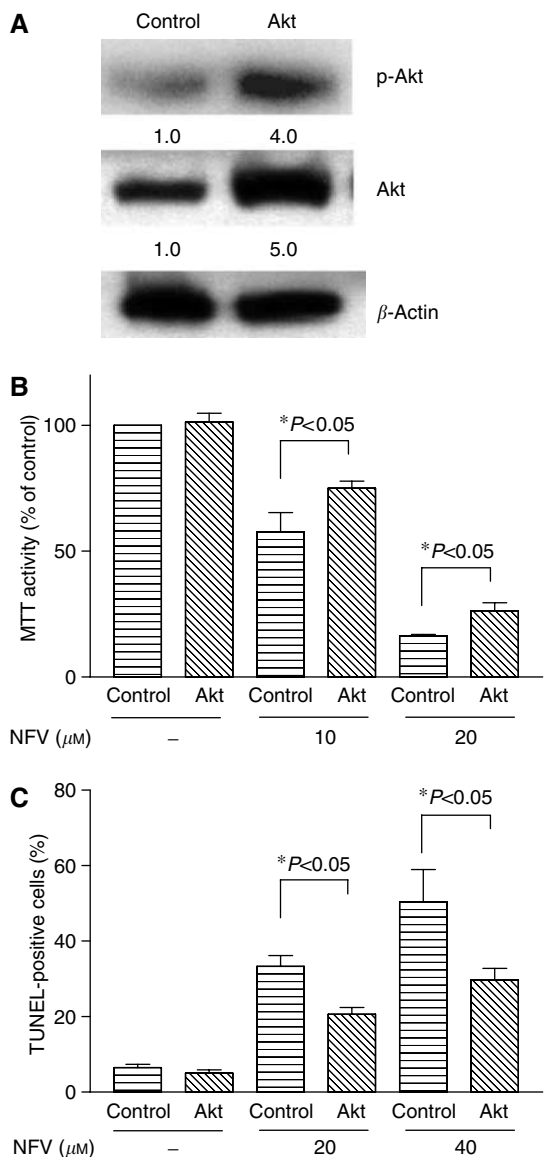 A
Control Akt
p-Akt
1.0 4.0
Akt
1.0 5.0
β-Actin
B
MTT activity (% of control)
100
50
0
*P<0.05
*P<0.05
Control Akt Control Akt Control Akt
NFV (μM) – 10 20
C
TUNEL-positive cells (%)
80
60
40
20
0
*P<0.05
*P<0.05
Control Akt Control Akt Control Akt
NFV (μM) – 20 40